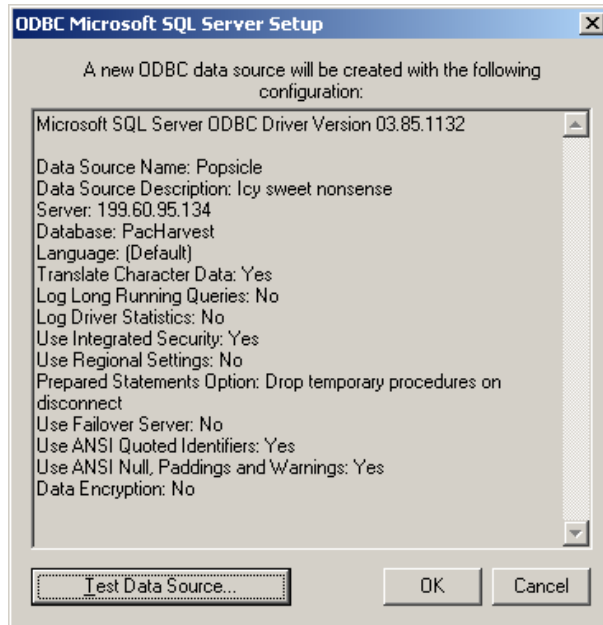 ODBC Microsoft SQL Server Setup
A new ODBC data source will be created with the following
configuration:
Microsoft SQL Server ODBC Driver Version 03.85.1132
Data Source Name: Popsicle
Data Source Description: Icy sweet nonsense
Server: 199.60.95.134
Database: PacHarvest
Language: (Default)
Translate Character Data: Yes
Log Long Running Queries: No
Log Driver Statistics: No
Use Integrated Security: Yes
Use Regional Settings: No
Prepared Statements Option: Drop temporary procedures on
disconnect
Use Failover Server: No
Use ANSI Quoted Identifiers: Yes
Use ANSI Null, Paddings and Warnings: Yes
Data Encryption: No
Test Data Source...
OK
Cancel